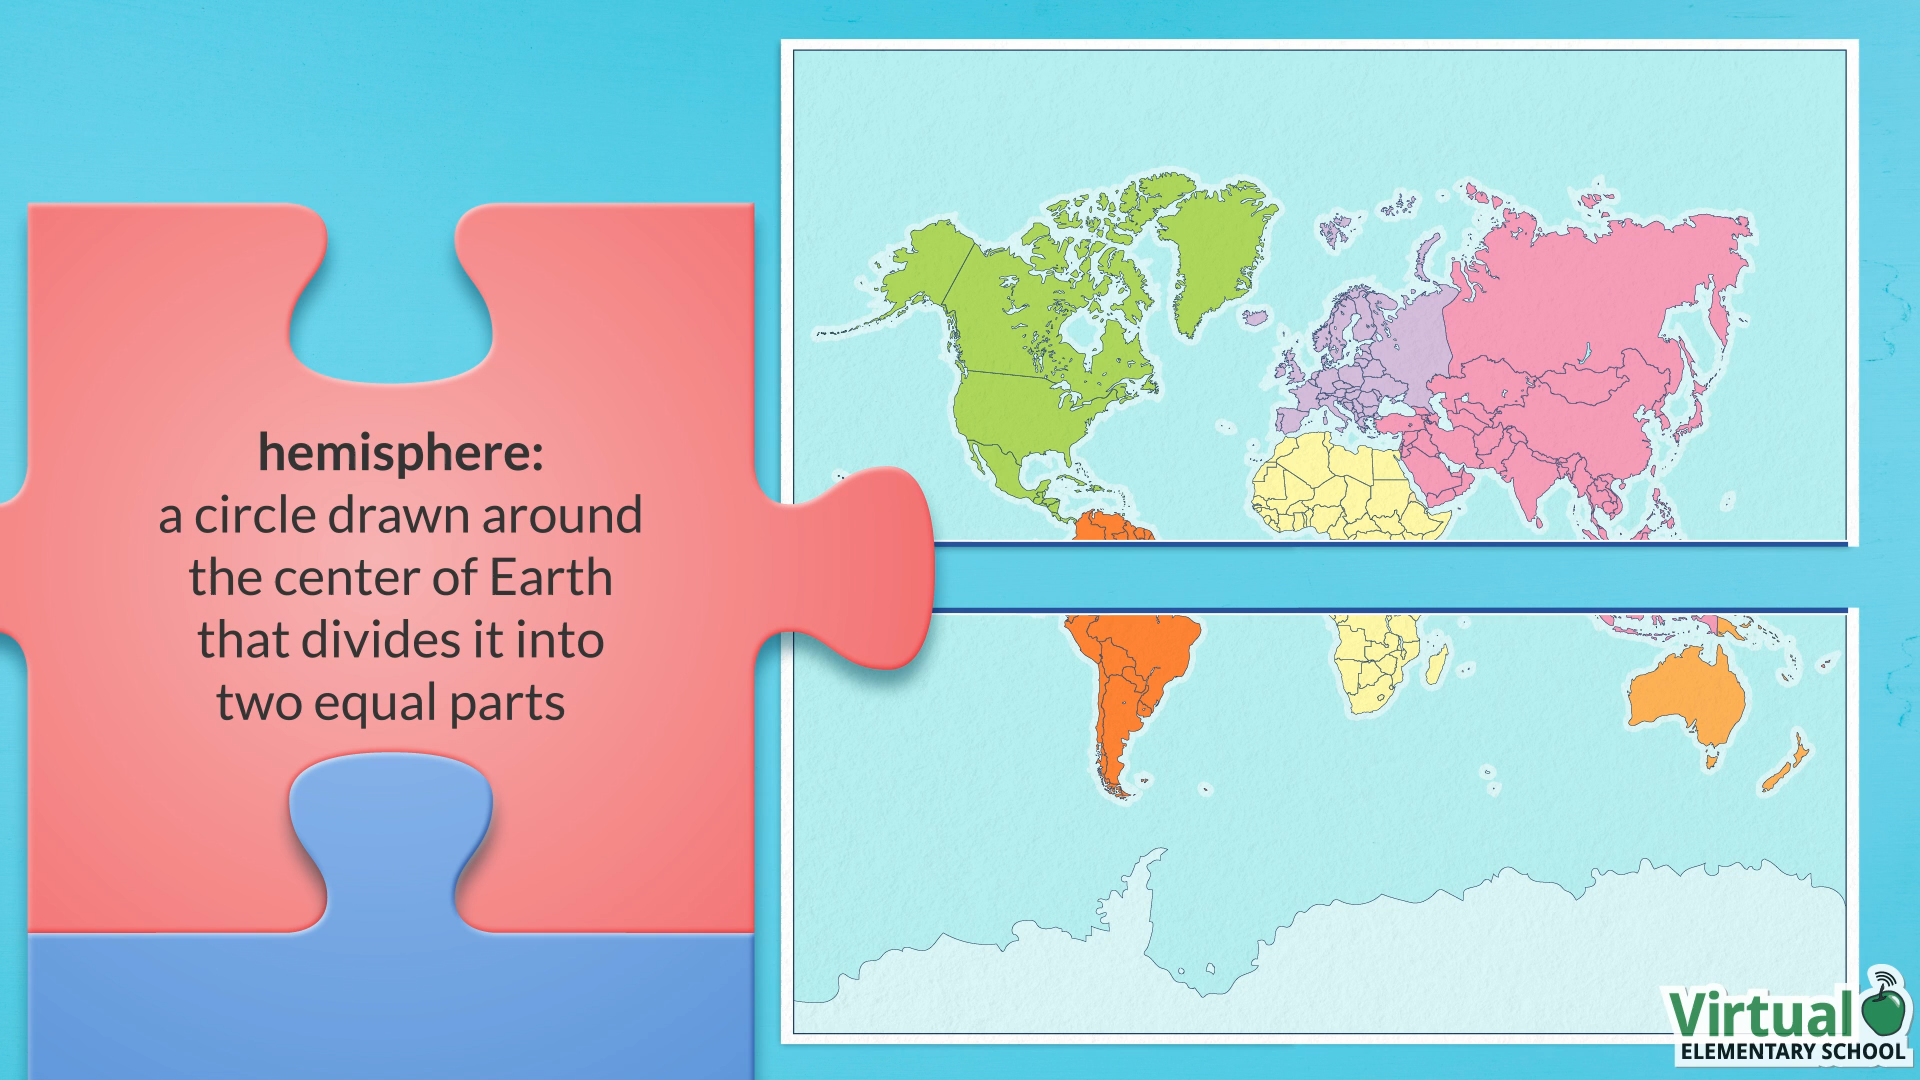 hemisphere:
a circle drawn around
the center of Earth
that divides it into
two equal parts
Virtual
ELEMENTARY SCHOOL